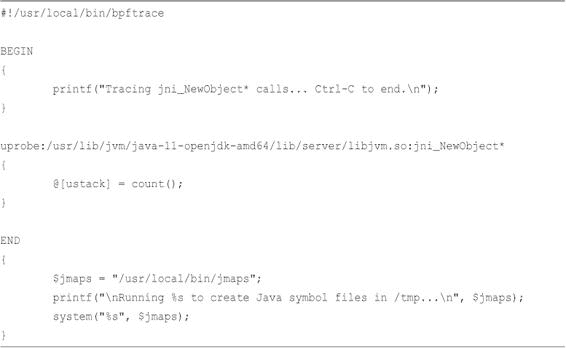 #!/usr/local/bin/bpftrace
BEGIN
{
printf("Tracing jni_NewObject* calls... Ctrl-C to end.\n");
}
uprobe:/usr/lib/jvm/java-11-openjdk-amd64/lib/server/libjvm.so:jni_NewObject*
{
@[ustack] = count();
}
END
{
$jmaps = "/usr/local/bin/jmaps";
printf("\nRunning %s to create Java symbol files in /tmp...\n", $jmaps);
system("%s", $jmaps);
}